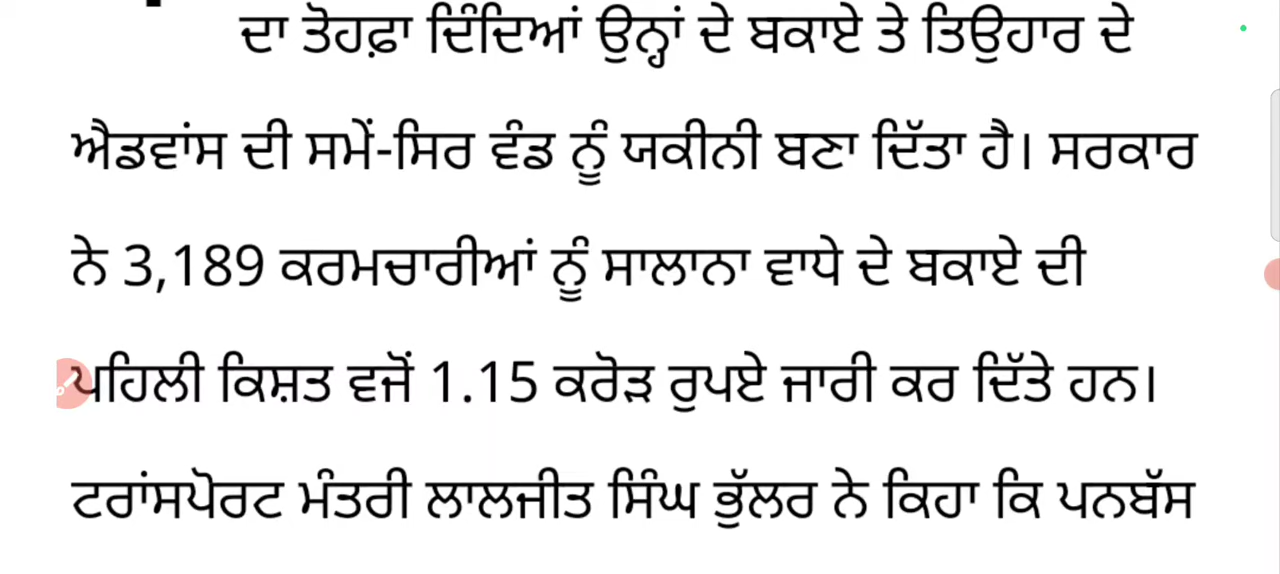 ਦਾ ਤੋਹਫ਼ਾ ਦਿੰਦਿਆਂ ਉਨ੍ਹਾਂ ਦੇ ਬਕਾਏ ਤੇ ਤਿਉਹਾਰ ਦੇ
ਐਡਵਾਂਸ ਦੀ ਸਮੇਂ-ਸਿਰ ਵੰਡ ਨੂੰ ਯਕੀਨੀ ਬਣਾ ਦਿੱਤਾ ਹੈ। ਸਰਕਾਰ
ਨੇ 3,189 ਕਰਮਚਾਰੀਆਂ ਨੂੰ ਸਾਲਾਨਾ ਵਾਧੇ ਦੇ ਬਕਾਏ ਦੀ
ਪਹਿਲੀ ਕਿਸ਼ਤ ਵਜੋਂ 1.15 ਕਰੋੜ ਰੁਪਏ ਜਾਰੀ ਕਰ ਦਿੱਤੇ ਹਨ।
ਟਰਾਂਸਪੋਰਟ ਮੰਤਰੀ ਲਾਲਜੀਤ ਸਿੰਘ ਭੁੱਲਰ ਨੇ ਕਿਹਾ ਕਿ ਪਨਬੱਸ